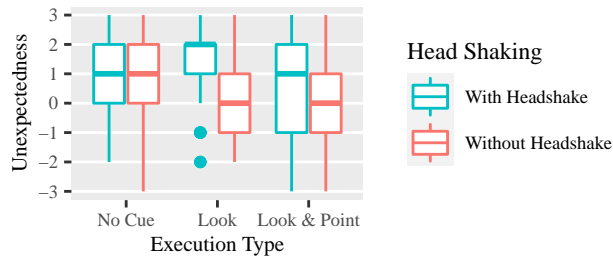 3
2
1
0
−1
−2
−3
Unexpectedness
No Cue
Look
Look & Point
Execution Type
Head Shaking
With Headshake
Without Headshake